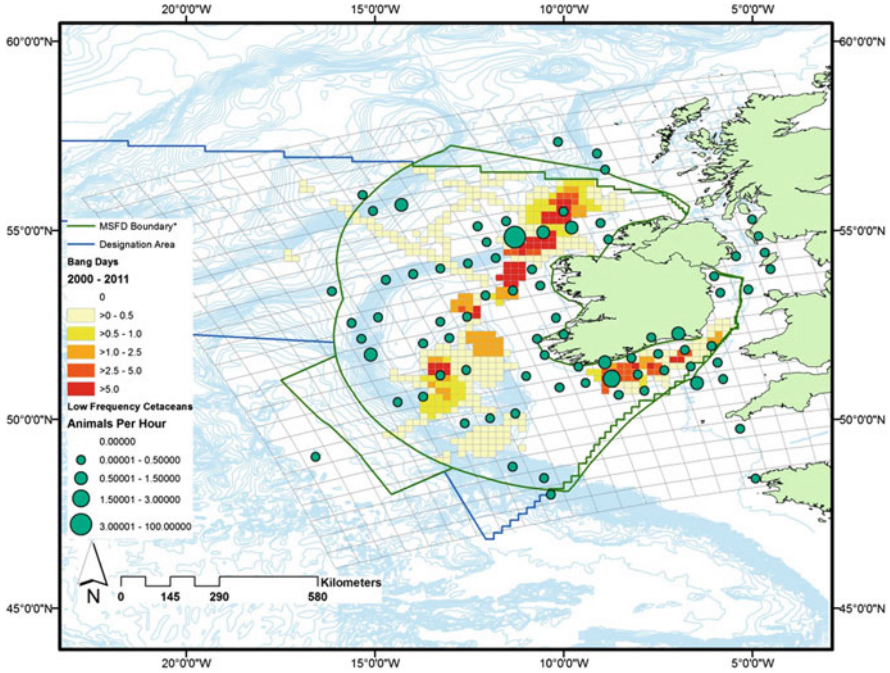 20°0'0"W 15°0'0"W 10°0'0"W 5°0'0"W
60°0'0"N 60°0'0"N
55°0'0"N 55°0'0"N
MSFD Boundary*
Designation Area
Bang Days
2000 - 2011
0
>0 - 0.5
>0.5 - 1.0
>1.0 - 2.5
>2.5 - 5.0
>5.0
Low Frequency Cetaceans
Animals Per Hour
0.00000
0.00001 - 0.50000
0.50001 - 1.50000
1.50001 - 3.00000
3.00001 - 100.00000
50°0'0"N 50°0'0"N
N
Kilometers
0 145 290 580
45°0'0"N 45°0'0"N
20°0'0"W 15°0'0"W 10°0'0"W 5°0'0"W